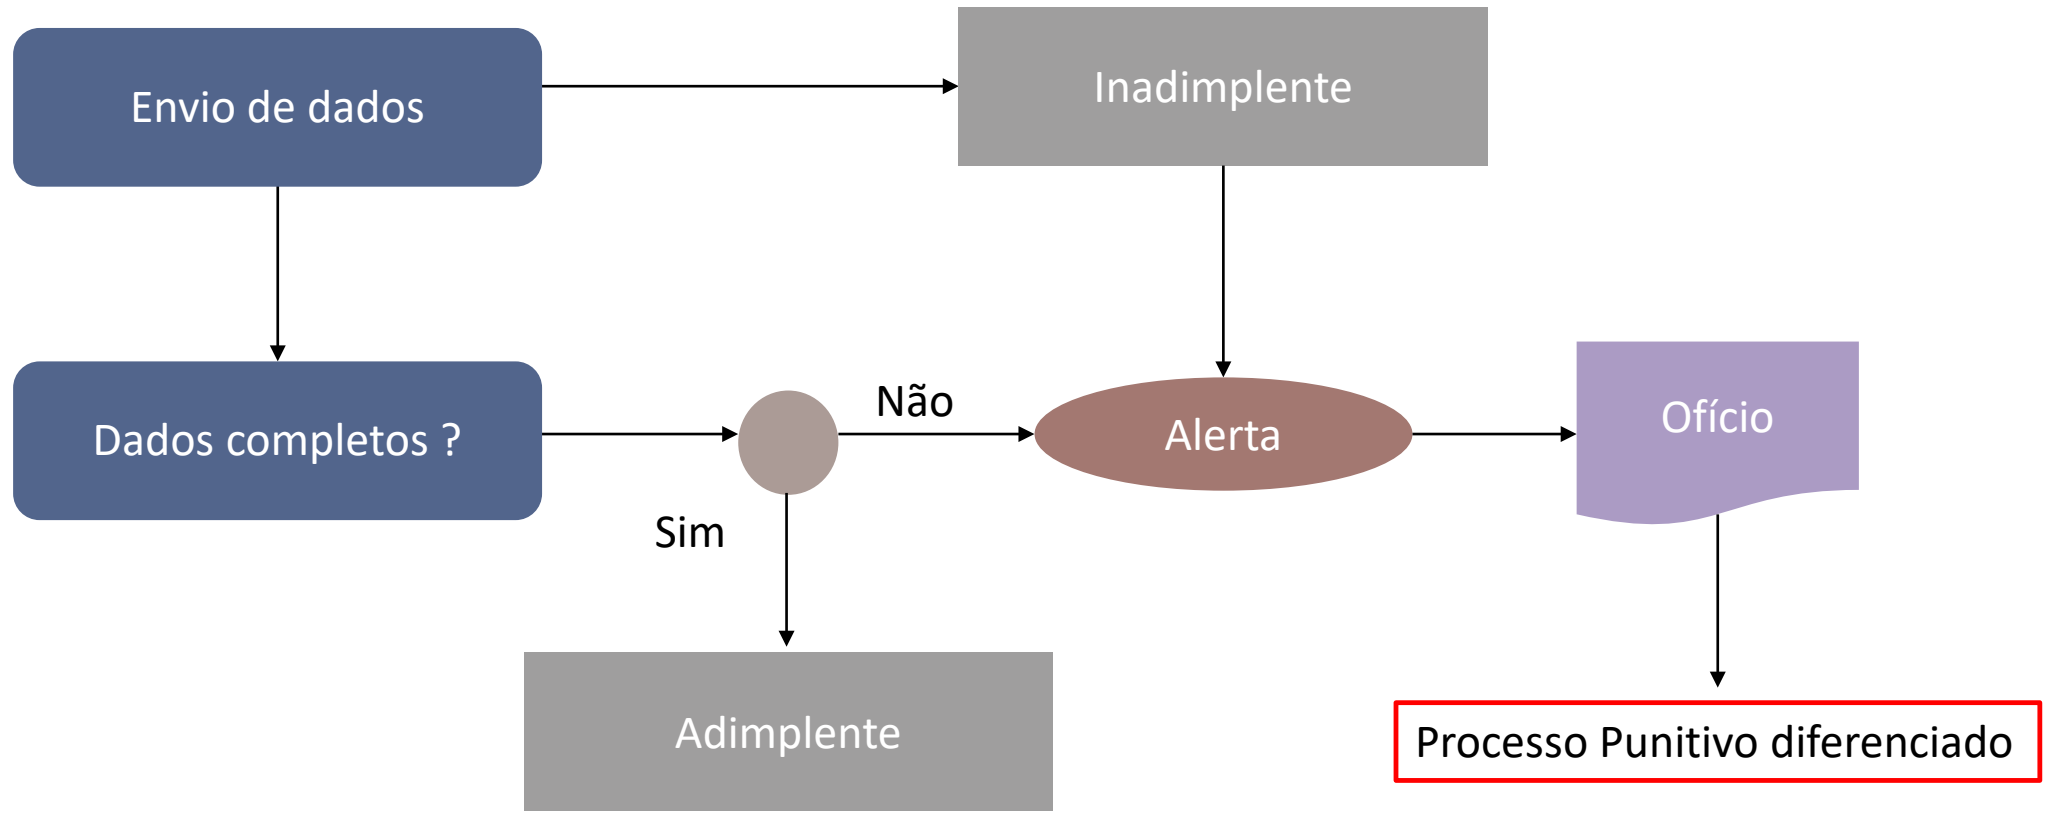 Envio de dados
Inadimplente
Dados completos ?
Não
Alerta
Ofício
Sim
Adimplente
Processo Punitivo diferenciado